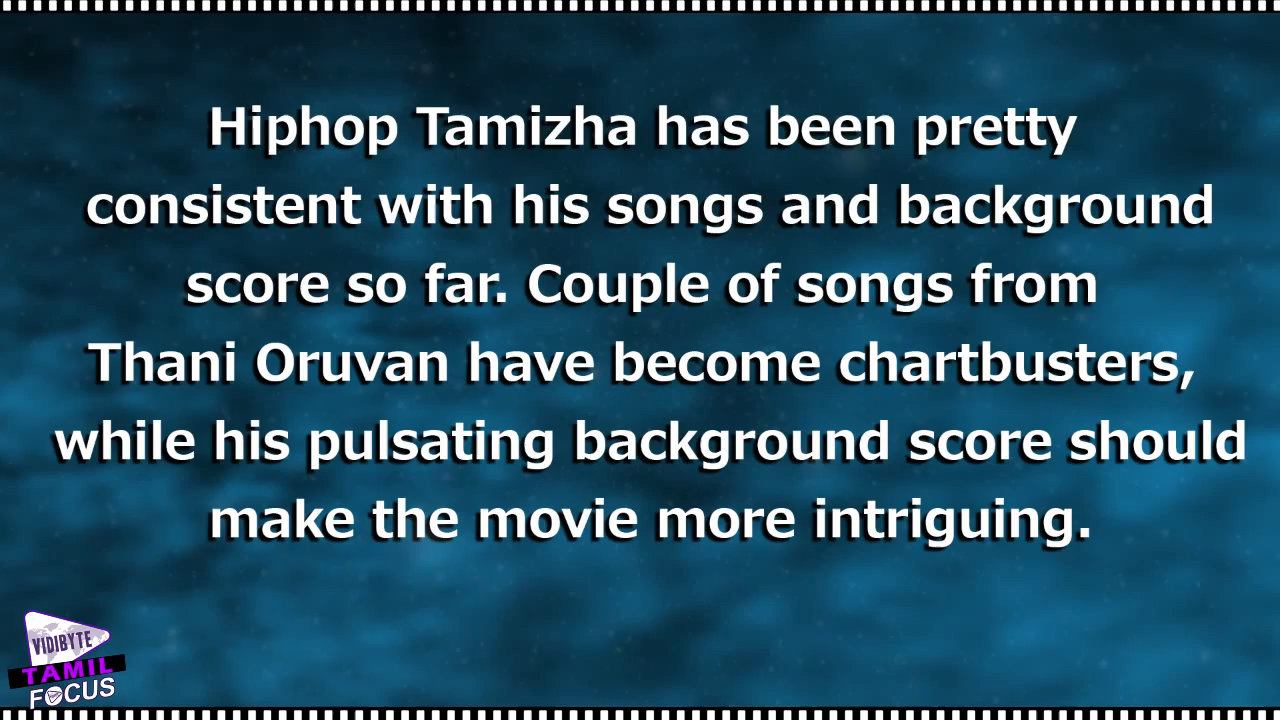 Hiphop Tamizha has been pretty
consistent with his songs and background
score so far. Couple of songs from
Thani Oruvan have become chartbusters,
while his pulsating background score should
make the movie more intriguing.
VIDIBYTE
TAMIL
FOCUS